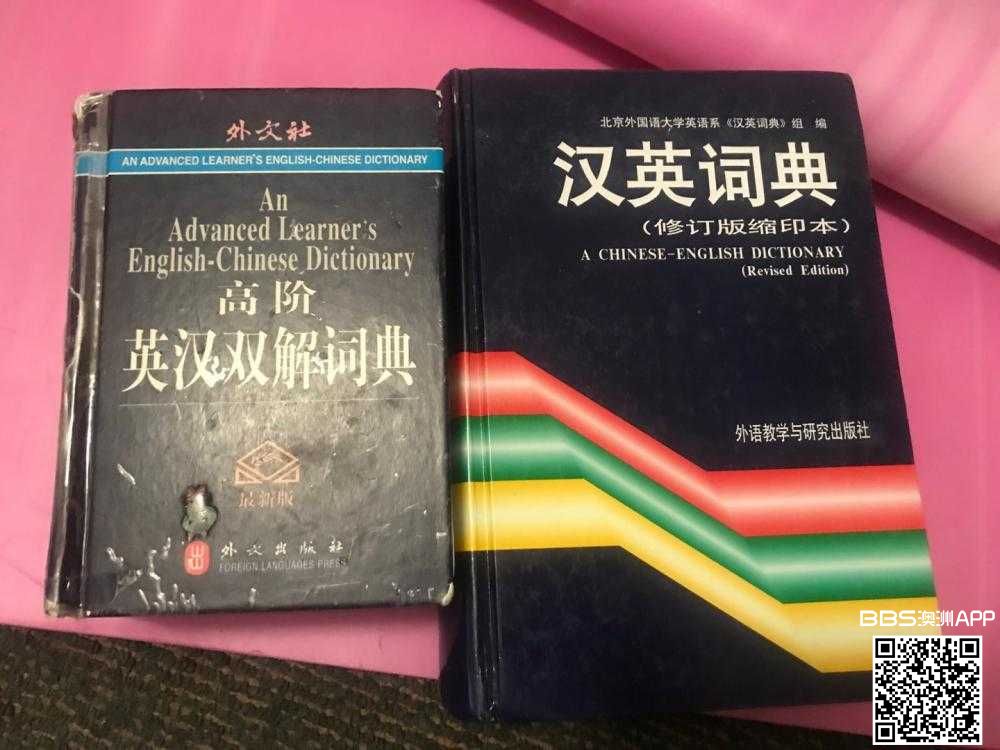 外文社
AN ADVANCED LEARNER'S ENGLISH-CHINESE DICTIONARY
An
Advanced Learner's
English-Chinese Dictionary
高阶
英汉双解词典
最新版
外文出版社
FOREIGN LANGUAGES PRESS
北京外国语大学英语系《汉英词典》组 编
汉英词典
(修订版缩印本)
A CHINESE-ENGLISH DICTIONARY
(Revised Edition)
外语教学与研究出版社
BBS澳洲APP